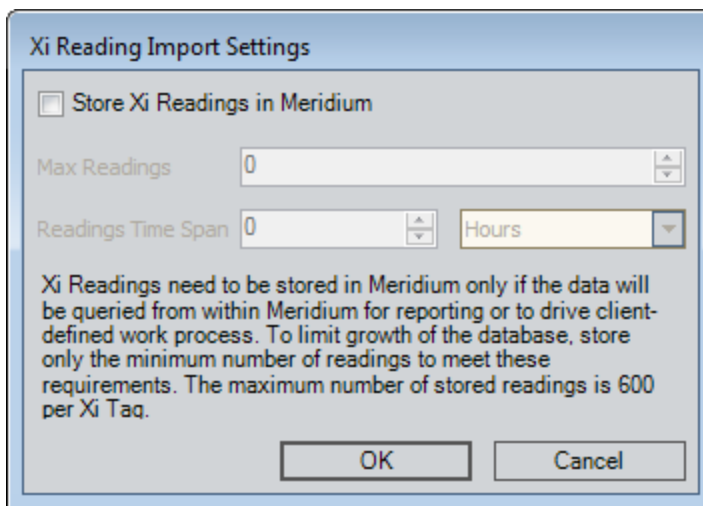 Xi Reading Import Settings
Store Xi Readings in Meridium
Max Readings 0
Readings Time Span 0 Hours
Xi Readings need to be stored in Meridium only if the data will
be queried from within Meridium for reporting or to drive client-
defined work process. To limit growth of the database, store
only the minimum number of readings to meet these
requirements. The maximum number of stored readings is 600
per Xi Tag.
OK Cancel